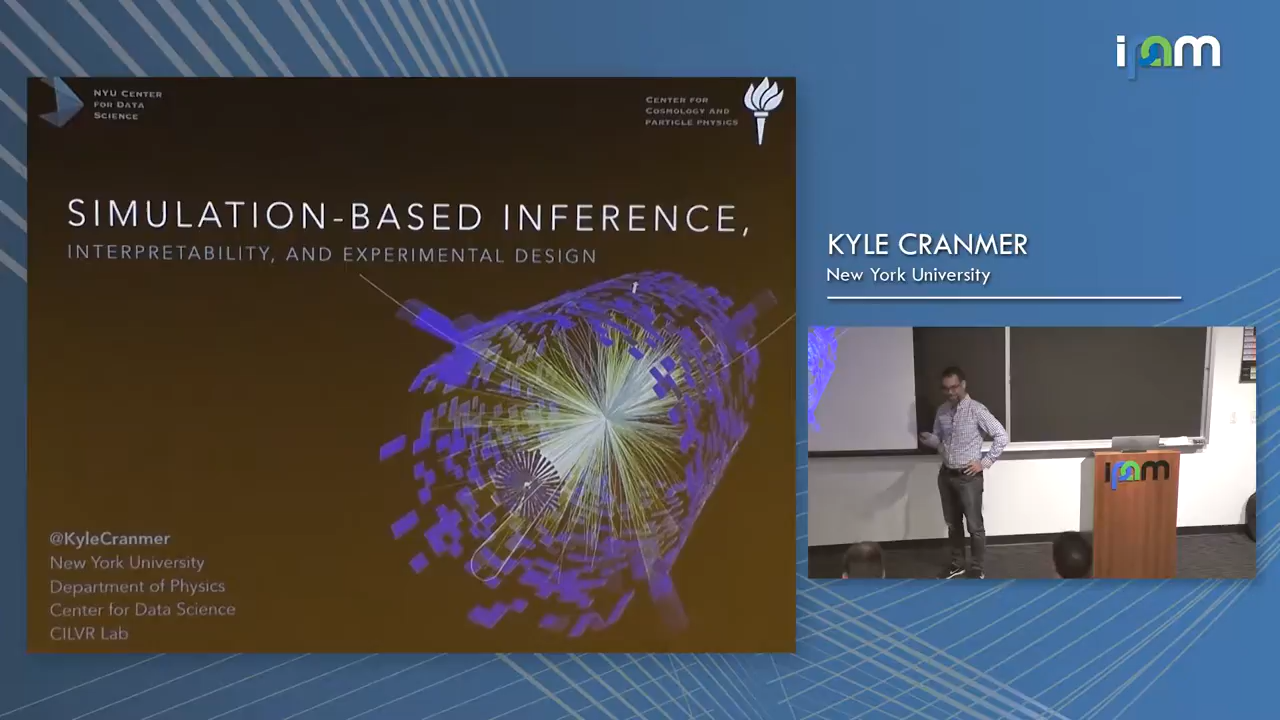 ipam
NYU CENTER
FOR DATA
SCIENCE
CENTER FOR
COSMOLOGY AND
PARTICLE PHYSICS
SIMULATION-BASED INFERENCE,
INTERPRETABILITY, AND EXPERIMENTAL DESIGN
@KyleCranmer
New York University
Department of Physics
Center for Data Science
CILVR Lab
KYLE CRANMER
New York University
ipam